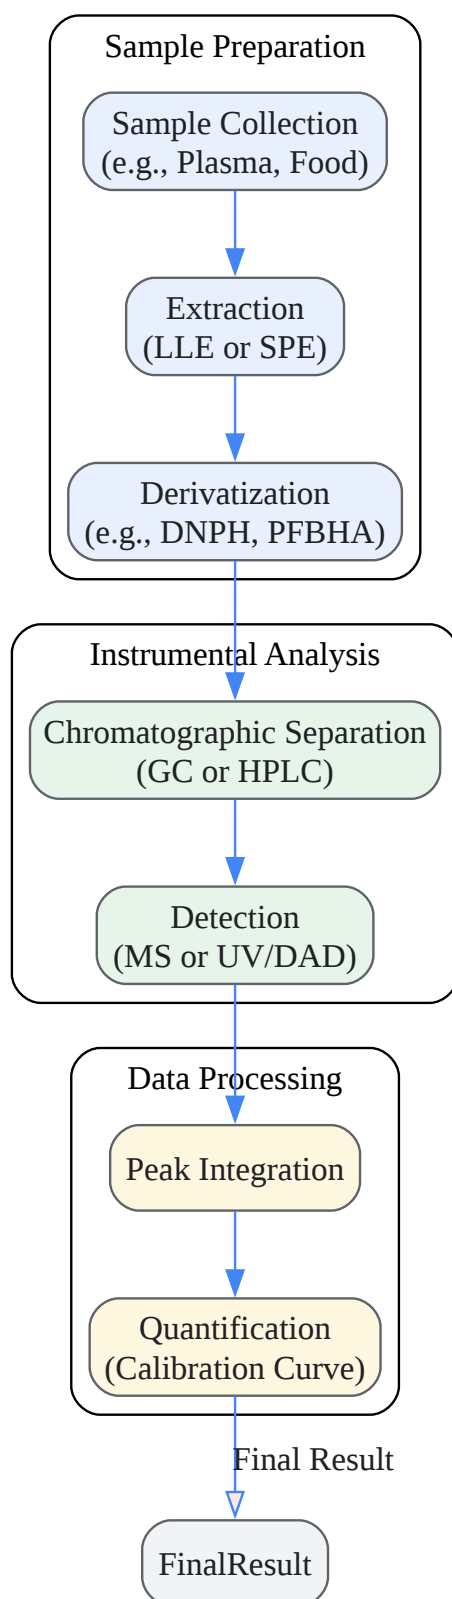 Sample Preparation
Sample Collection
(e.g., Plasma, Food)
Extraction
(LLE or SPE)
Derivatization
(e.g., DNPH, PFBHA)
Instrumental Analysis
Chromatographic Separation
(GC or HPLC)
Detection
(MS or UV/DAD)
Data Processing
Peak Integration
Quantification
(Calibration Curve)
Final Result
FinalResult